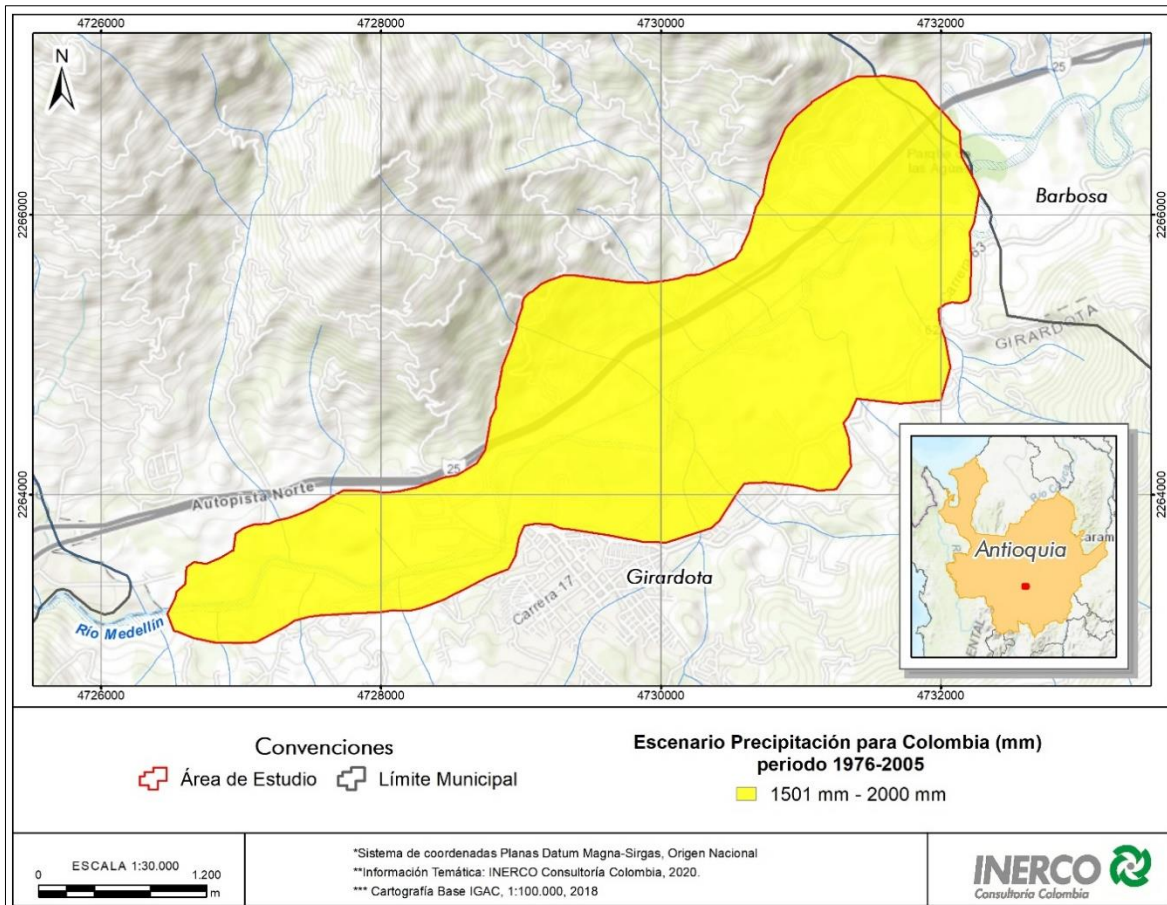 4726000
4728000
4730000
4732000
N
25
Parque
las Aguas
Barbosa
2266000
2266000
Carrera 63
62
GIRARDOTA
2264000
2264000
25
Autopista Norte
Girardota
Carrera 17
Río Medellín
Antioquia
Caram
ENTAL
4726000
4728000
4730000
4732000
Convenciones
Área de Estudio
Límite Municipal
Escenario Precipitación para Colombia (mm)
periodo 1976-2005
1501 mm - 2000 mm
ESCALA 1:30.000
0 1.200
m
*Sistema de coordenadas Planas Datum Magna-Sirgas, Origen Nacional
**Información Temática: INERCO Consultoría Colombia, 2020.
*** Cartografía Base IGAC, 1:100.000, 2018
INERCO
Consultoría Colombia